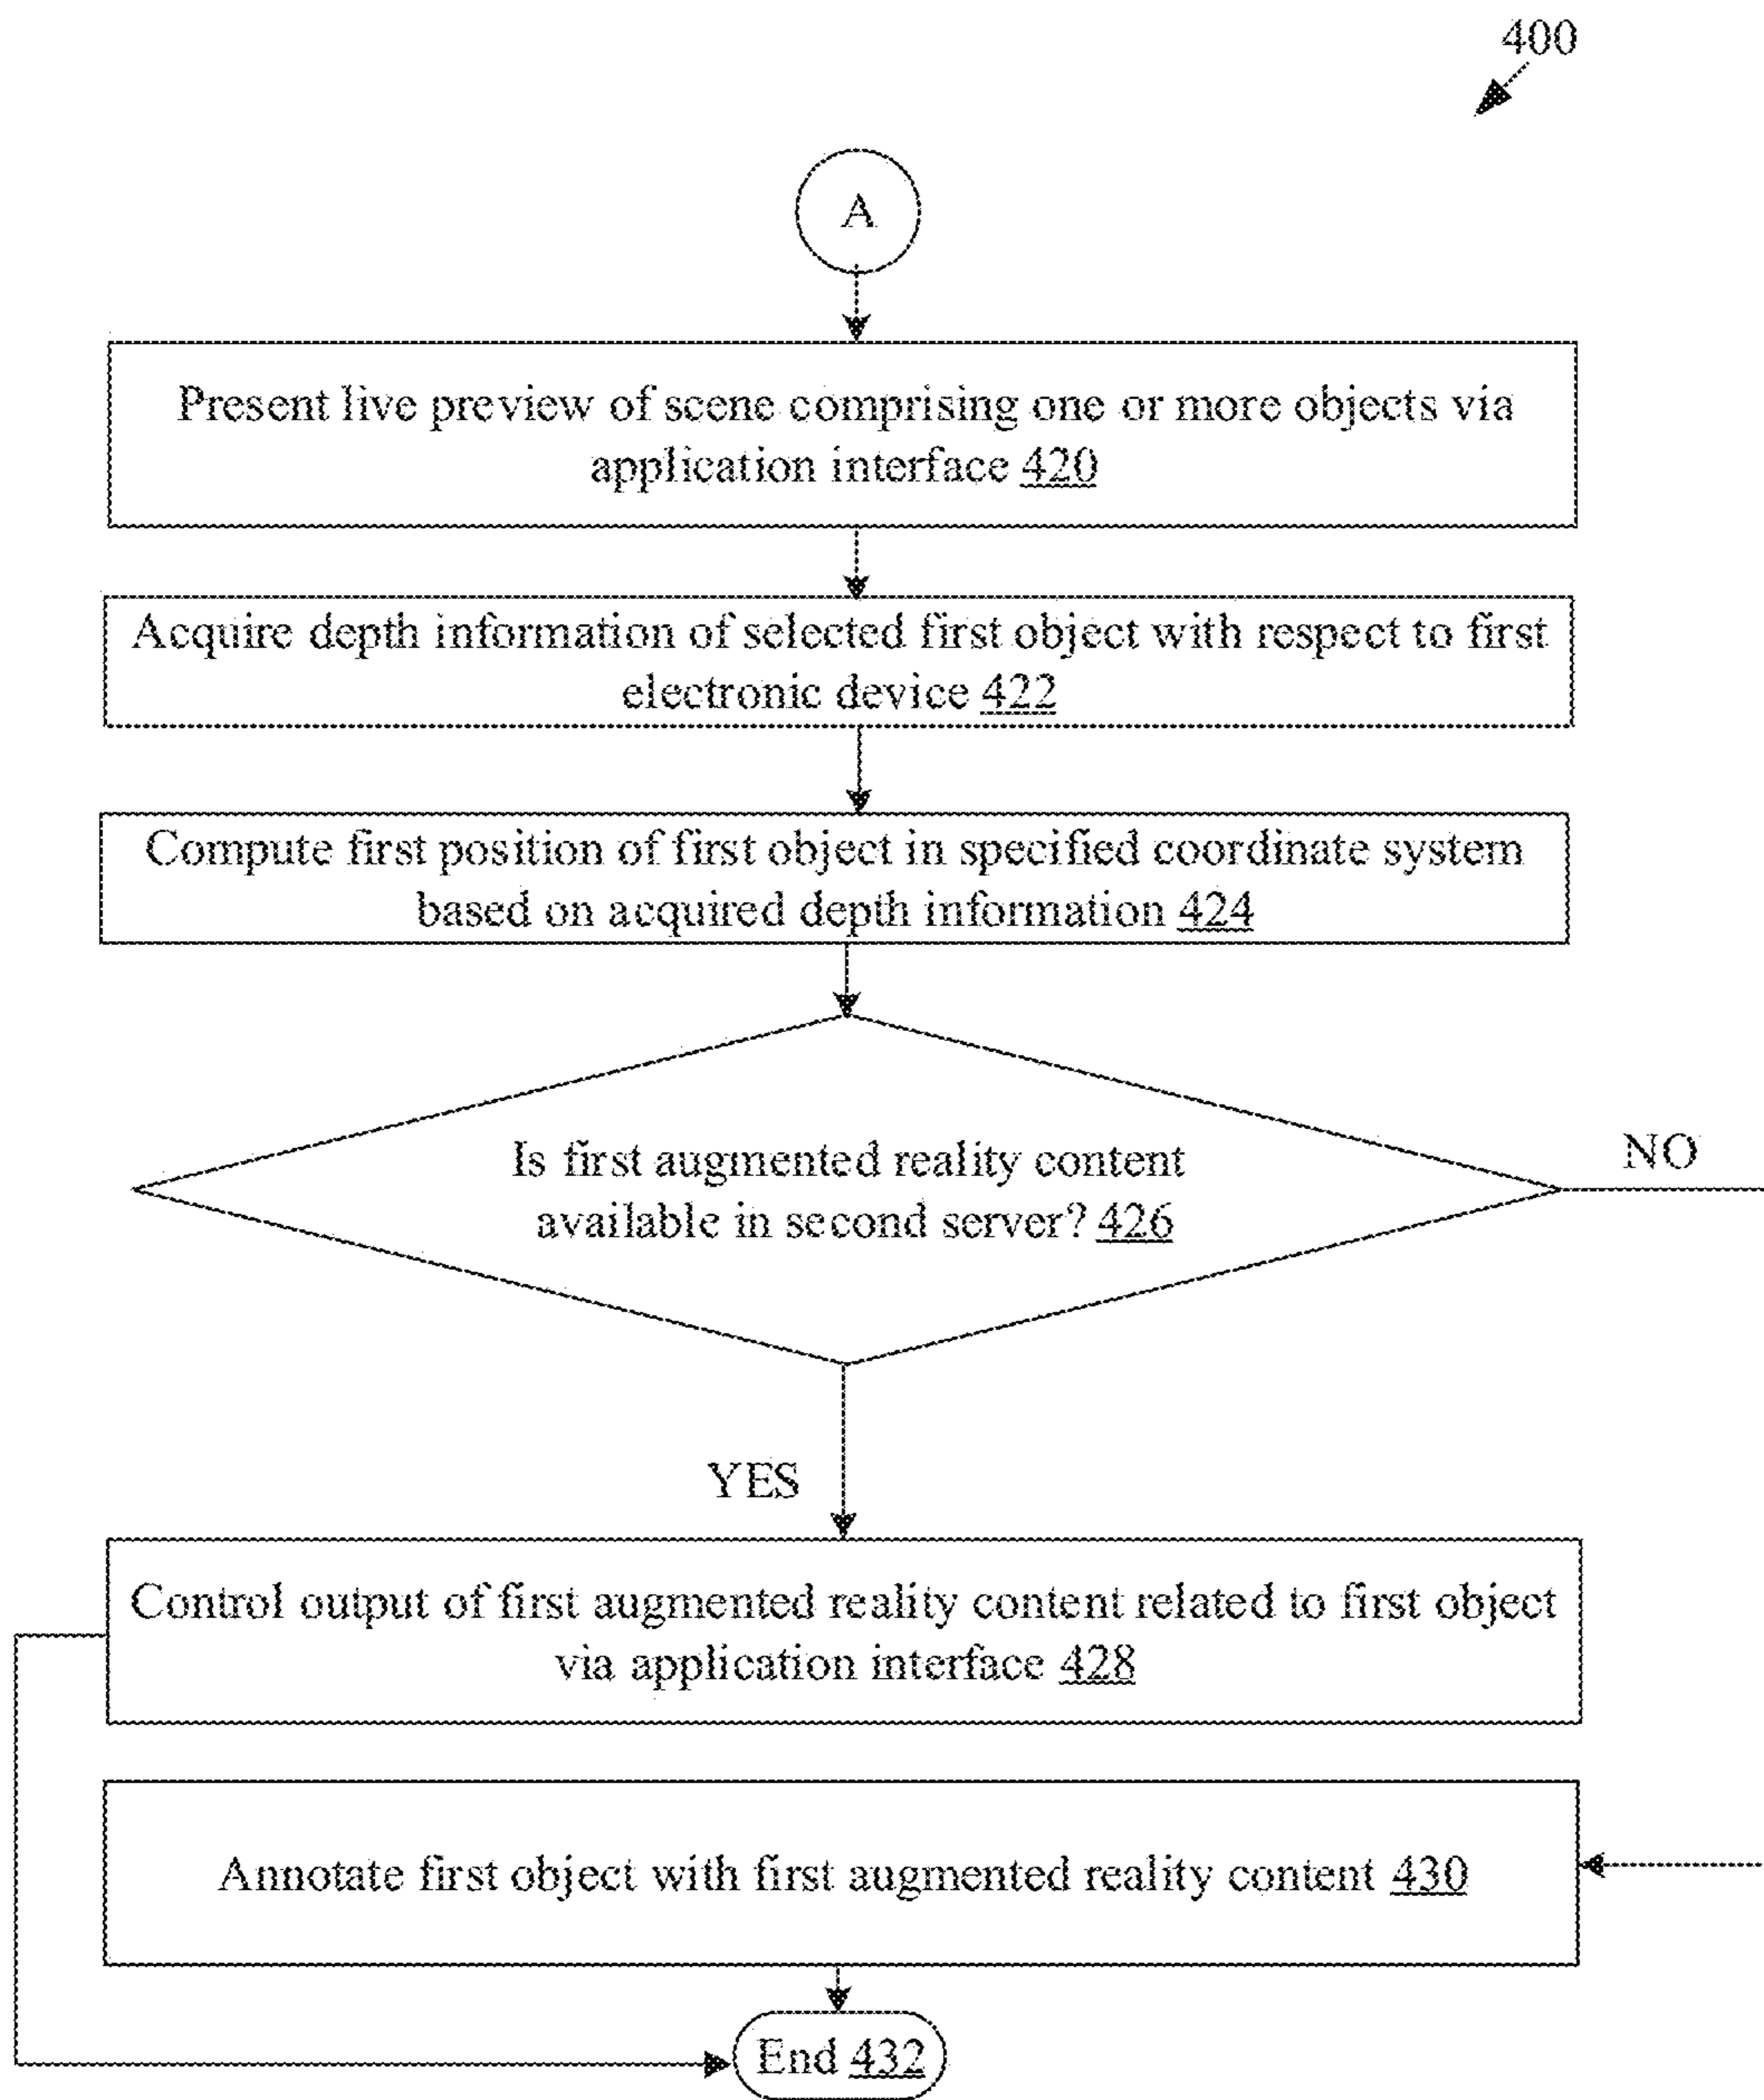 400
A
Present live preview of scene comprising one or more objects via
application interface 420
Acquire depth information of selected first object with respect to first
electronic device 422
Compute first position of first object in specified coordinate system
based on acquired depth information 424
Is first augmented reality content
available in second server? 426
NO
YES
Control output of first augmented reality content related to first object
via application interface 428
Annotate first object with first augmented reality content 430
End 432